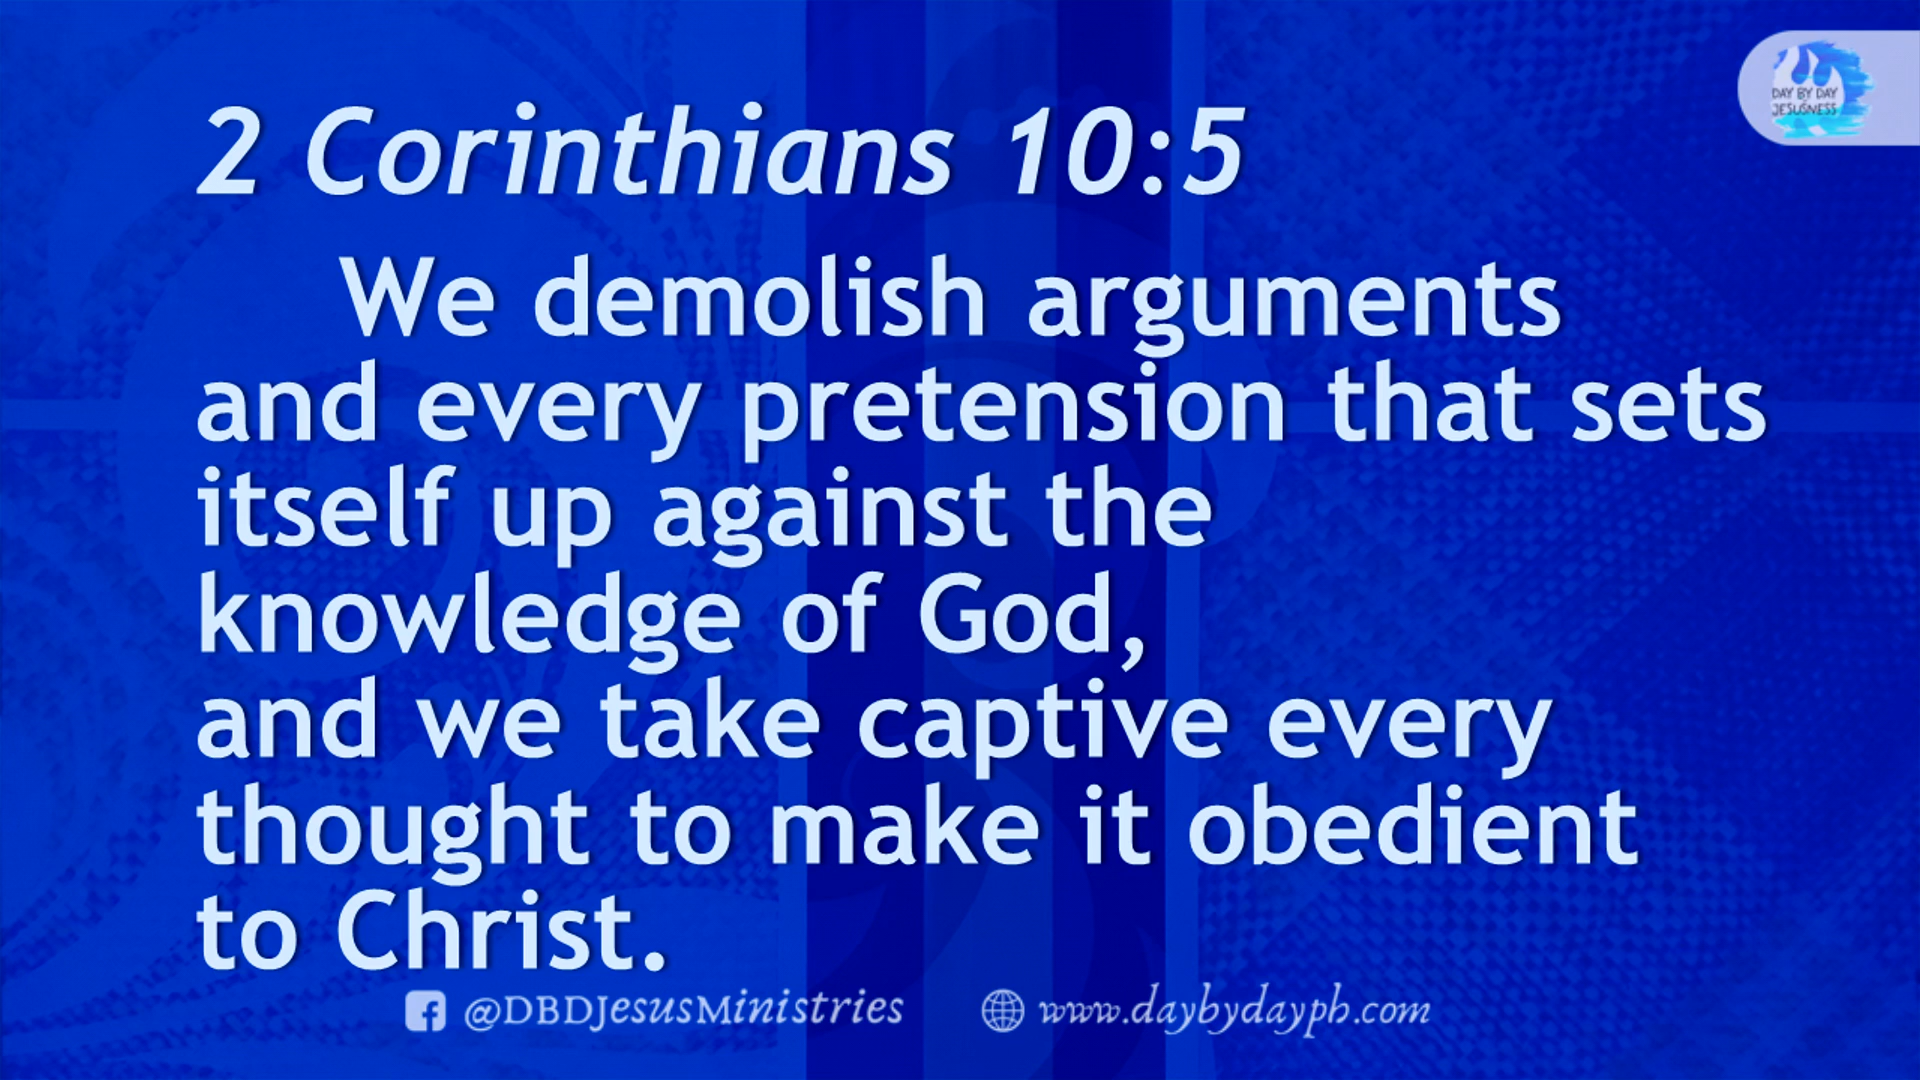 DAY BY DAY
JESUSNESS
2 Corinthians 10:5
We demolish arguments
and every pretension that sets
itself up against the
knowledge of God,
and we take captive every
thought to make it obedient
to Christ.
@DBDJesusMinistries www.daybydayph.com